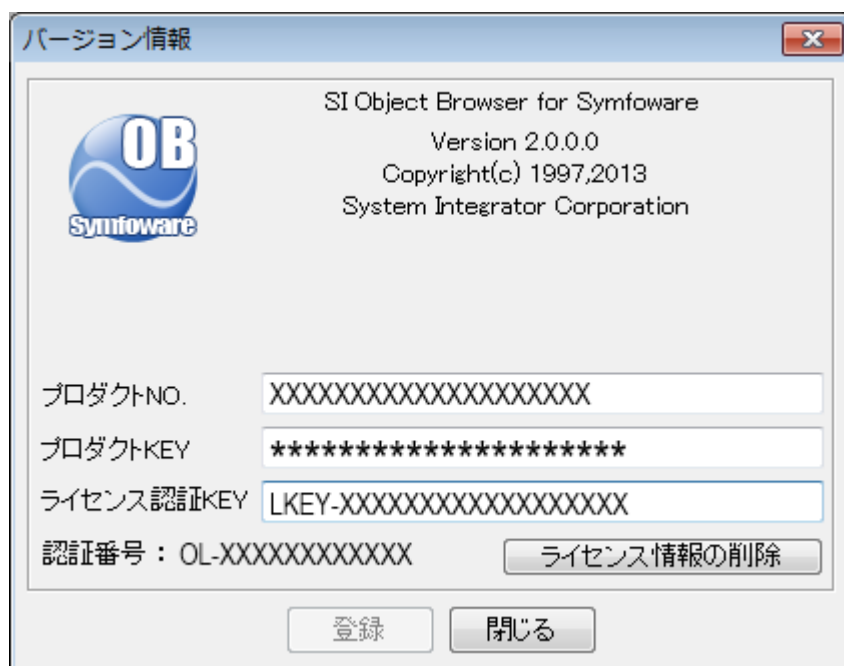 バージョン情報
OB
Symfoware
SI Object Browser for Symfoware
Version 2.0.0.0
Copyright(c) 1997,2013
System Integrator Corporation
プロダクトNO. XXXXXXXXXXXXXXXXXXXX
プロダクトKEY **********************
ライセンス認証KEY LKEY-XXXXXXXXXXXXXXXXXX
認証番号： OL-XXXXXXXXXXXX ライセンス情報の削除
登録 閉じる